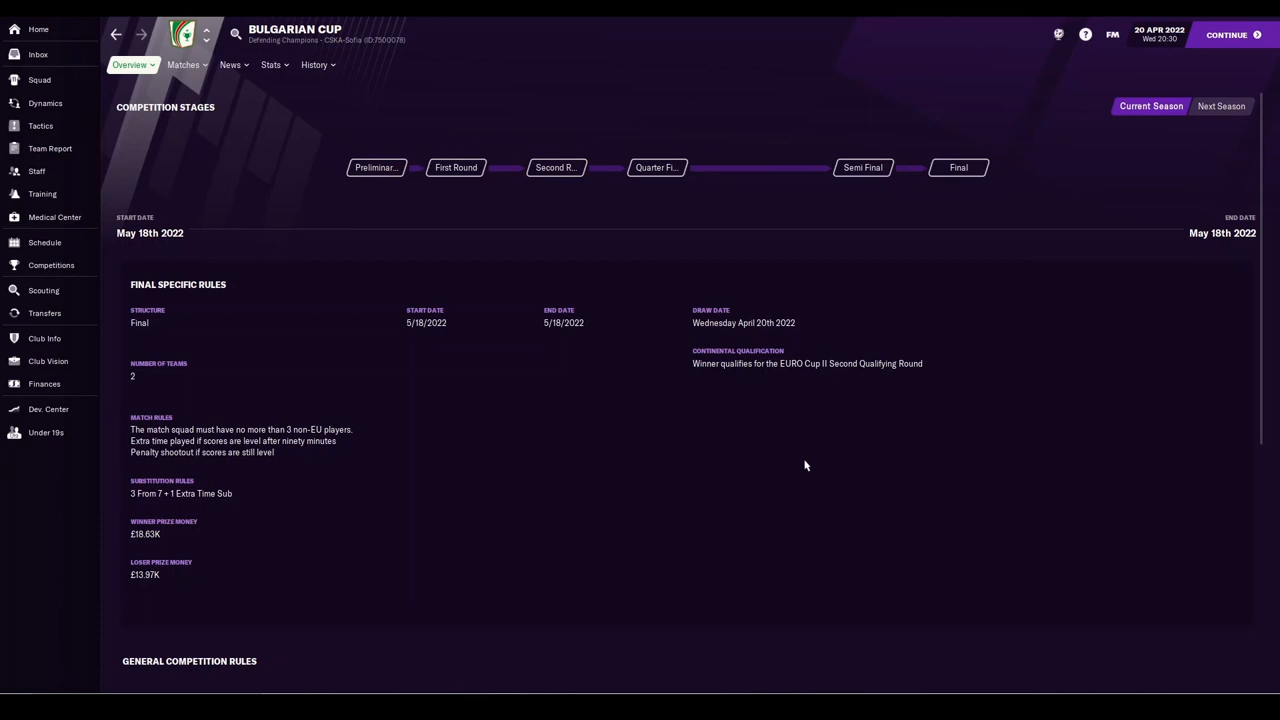 Home
Inbox
Squad
Dynamics
Tactics
Team Report
Staff
Training
Medical Center
Schedule
Competitions
Scouting
Transfers
Club Info
Club Vision
Finances
Dev. Center
Under 19s
BULGARIAN CUP
Defending Champions - CSKA-Sofia (ID:7500078)
FM
20 APR 2022
Wed 20:30
CONTINUE
Overview
Matches
News
Stats
History
COMPETITION STAGES
Current Season
Next Season
Preliminar...
First Round
Second R...
Quarter Fi...
Semi Final
Final
START DATE
May 18th 2022
END DATE
May 18th 2022
FINAL SPECIFIC RULES
STRUCTURE
Final
START DATE
5/18/2022
END DATE
5/18/2022
DRAW DATE
Wednesday April 20th 2022
NUMBER OF TEAMS
2
CONTINENTAL QUALIFICATION
Winner qualifies for the EURO Cup II Second Qualifying Round
MATCH RULES
The match squad must have no more than 3 non-EU players.
Extra time played if scores are level after ninety minutes
Penalty shootout if scores are still level
SUBSTITUTION RULES
3 From 7 + 1 Extra Time Sub
WINNER PRIZE MONEY
£18.63K
LOSER PRIZE MONEY
£13.97K
GENERAL COMPETITION RULES